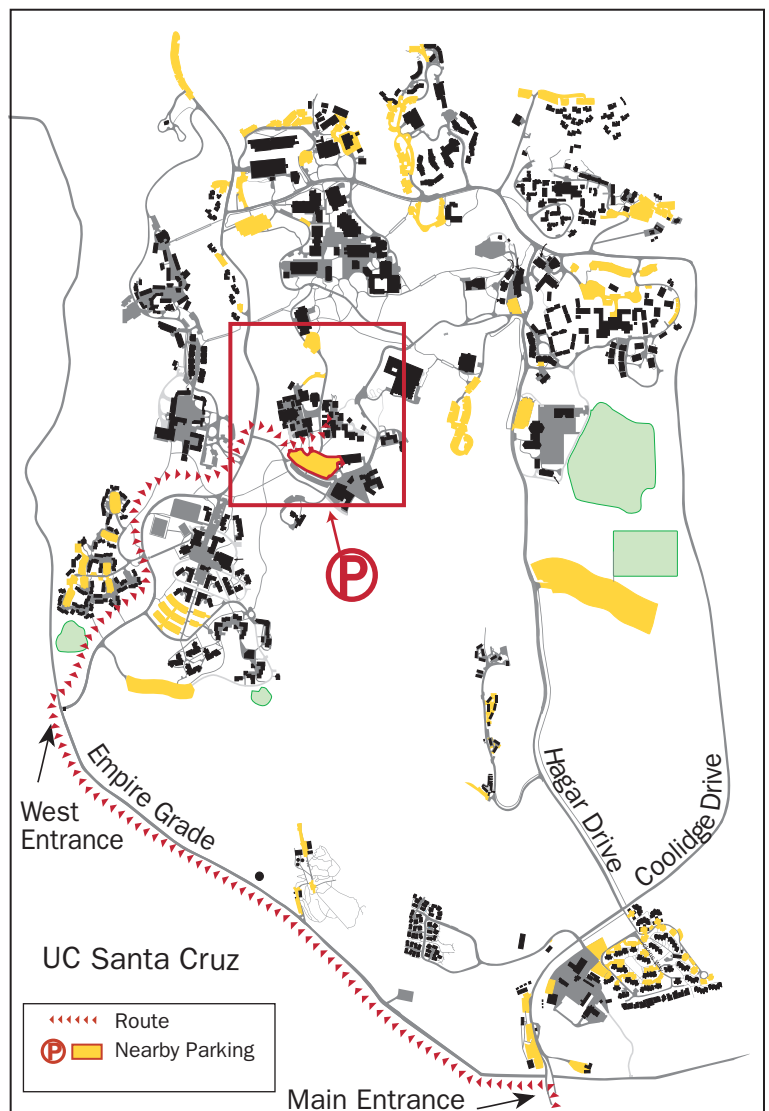 P
West
Entrance
Empire Grade
Hagar Drive
Coolidge Drive
UC Santa Cruz
Route
P Nearby Parking
Main Entrance